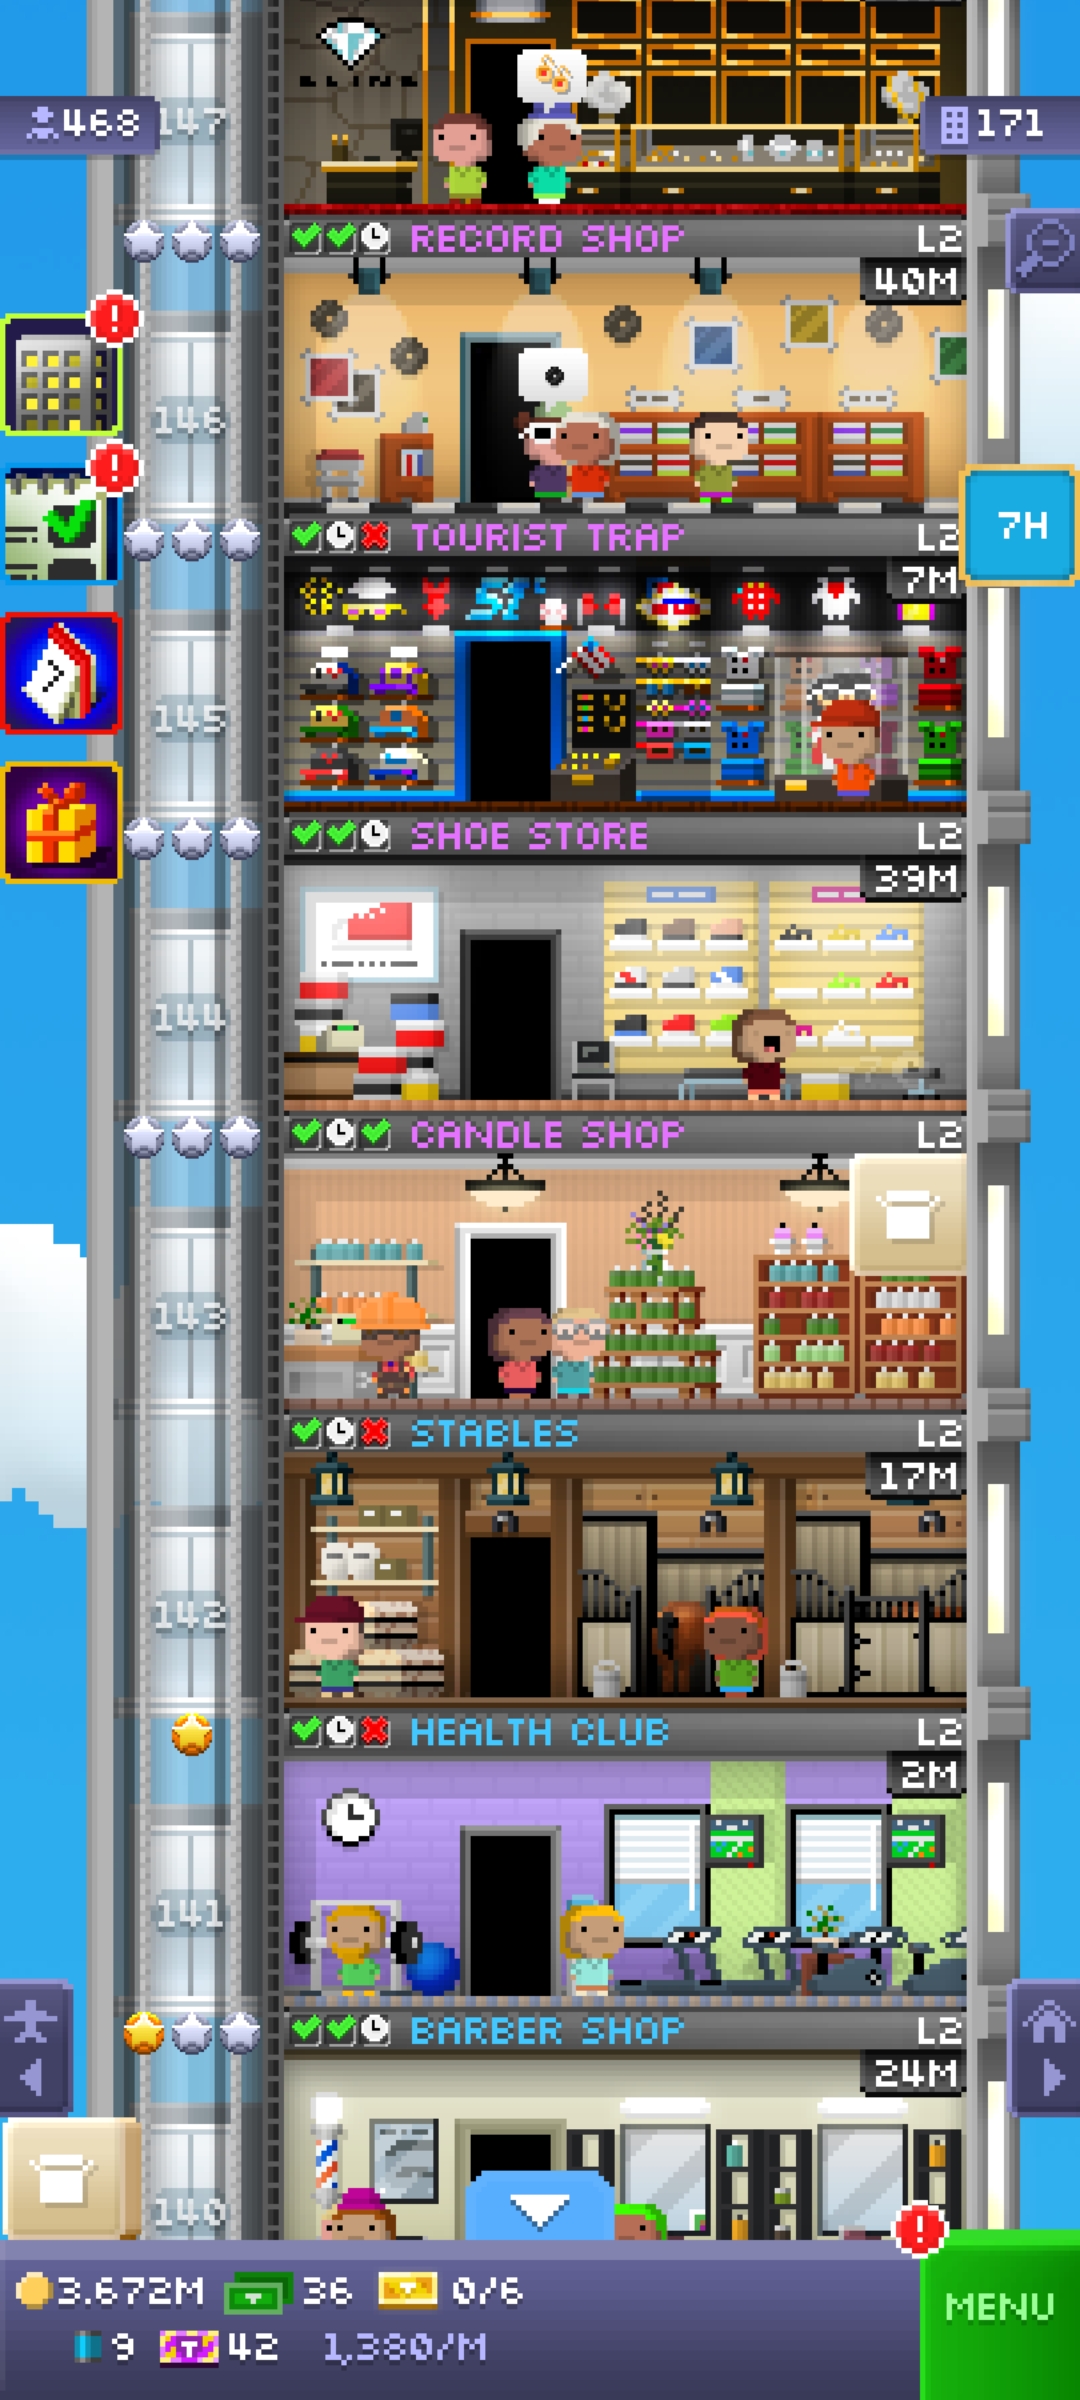 BLING
468
147
171
RECORD SHOP L2
40M
146
TOURIST TRAP L2
7H
7M
145
SHOE STORE L2
39M
144
CANDLE SHOP L2
143
STABLES L2
17M
142
HEALTH CLUB L2
2M
141
BARBER SHOP L2
24M
140
3.672M 36 0/6
MENU
9 T 42 1,380/M